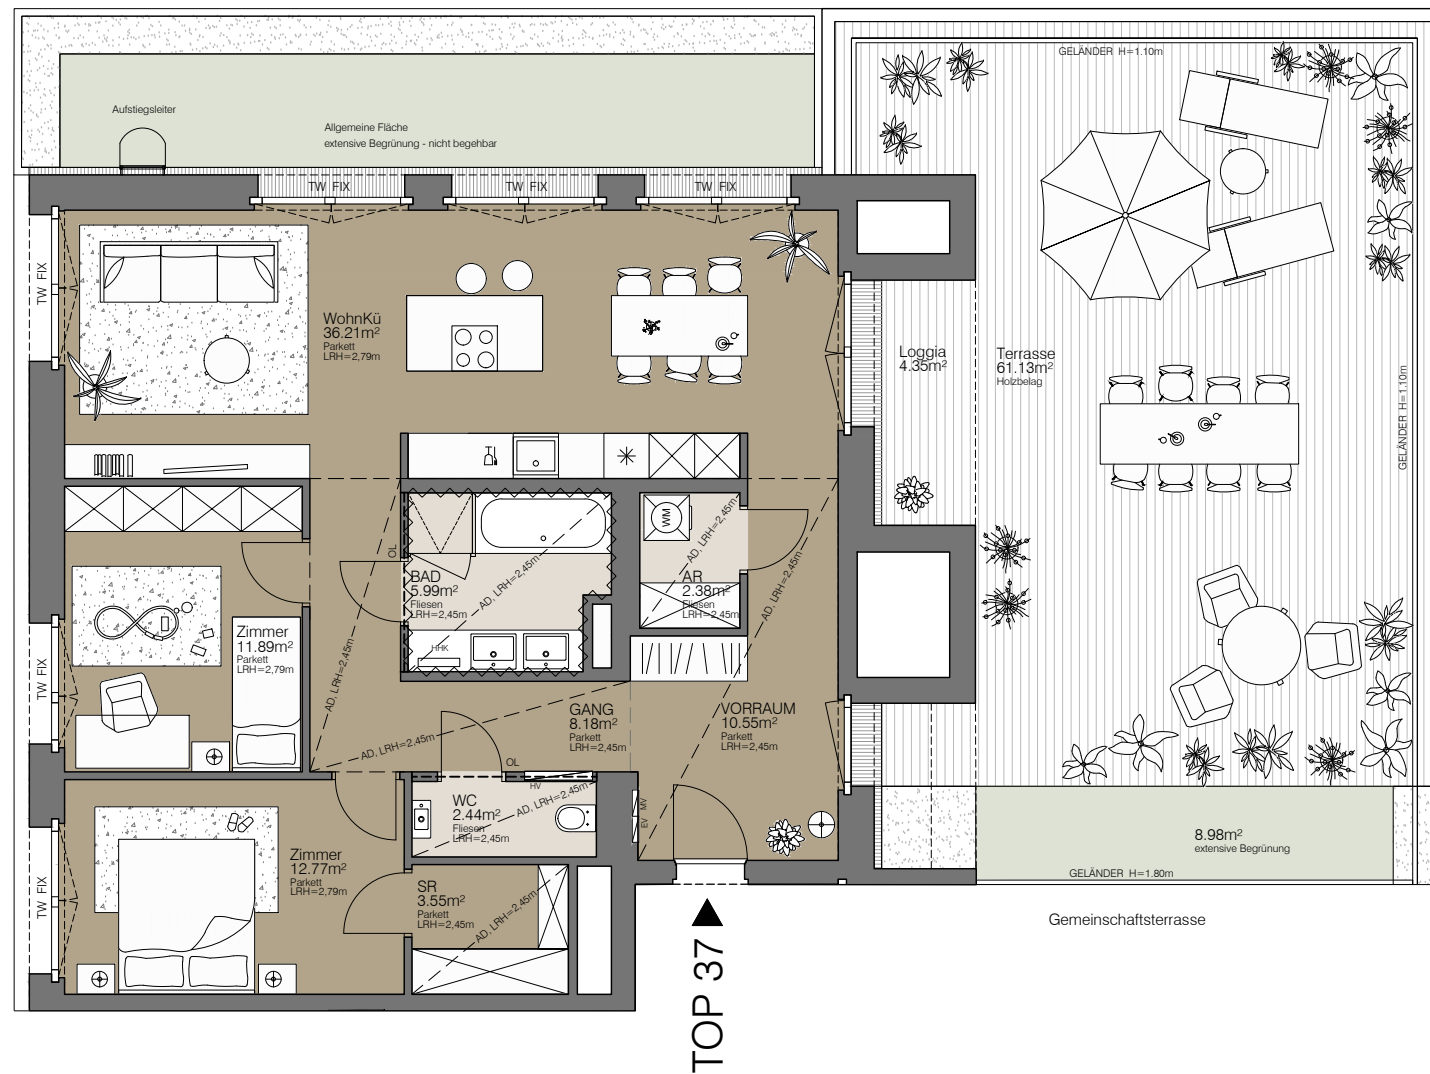 GELÄNDER H=1.10m
Aufstiegsleiter
Allgemeine Fläche
extensive Begrünung - nicht begehbar
TW FIX
TW FIX
TW FIX
TW FIX
WohnKü
36.21m²
Parkett
LRH=2,79m
Loggia
4.35m²
Terrasse
61.13m²
Holzbelag
GELÄNDER H=1.10m
WM
OL
BAD
5.99m²
Fliesen
LRH=2,45m
AD, LRH=2,45m
AR
2.38m²
Fliesen
LRH=2,45m
AD, LRH=2,45m
AD, LRH=2,45m
Zimmer
11.89m²
Parkett
LRH=2,79m
TW FIX
HHK
AD, LRH=2,45m
GANG
8.18m²
Parkett
LRH=2,45m
VORRAUM
10.55m²
Parkett
LRH=2,45m
AD, LRH=2,45m
OL
HV
WC
2.44m²
Fliesen
LRH=2,45m
AD, LRH=2,45m
EV MV
8.98m²
extensive Begrünung
GELÄNDER H=1.80m
Zimmer
12.77m²
Parkett
LRH=2,79m
TW FIX
SR
3.55m²
Parkett
LRH=2,45m
AD, LRH=2,45m
Gemeinschaftsterrasse
TOP 37